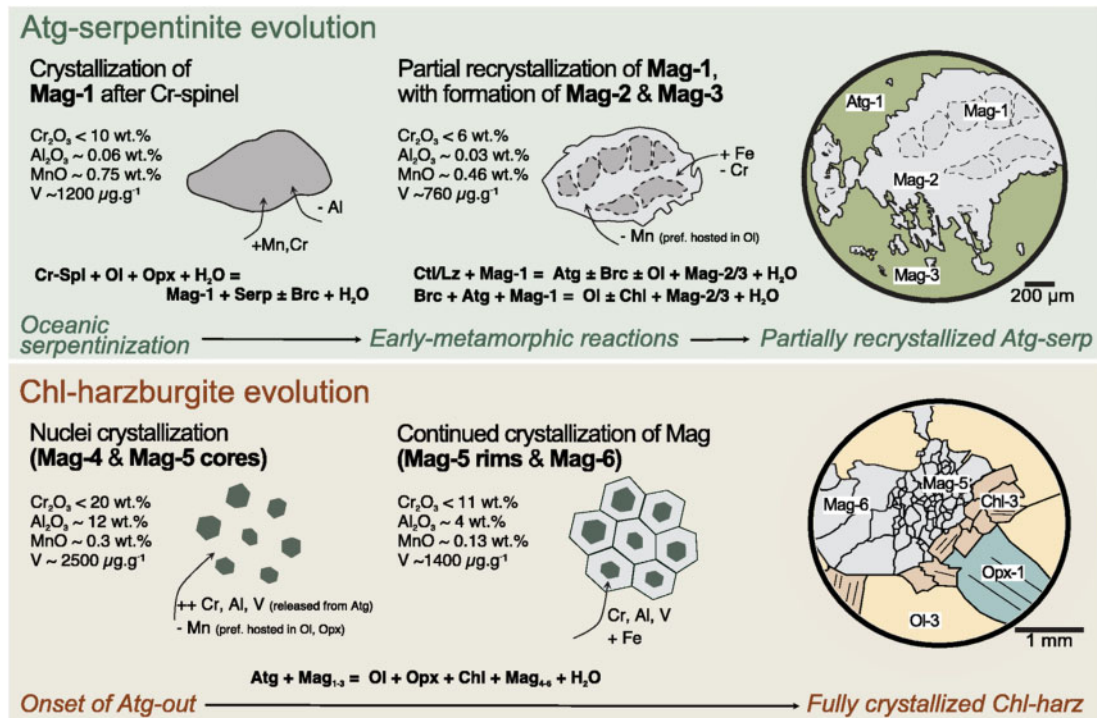 Atg-serpentinite evolution
Crystallization of
Mag-1 after Cr-spinel
Cr₂O₃ < 10 wt.%
Al₂O₃ ~ 0.06 wt.%
MnO ~ 0.75 wt.%
V ~1200 µg.g⁻¹
- Al
+Mn,Cr
Cr-Spl + Ol + Opx + H₂O =
Mag-1 + Serp ± Brc + H₂O
Partial recrystallization of Mag-1,
with formation of Mag-2 & Mag-3
Cr₂O₃ < 6 wt.%
Al₂O₃ ~ 0.03 wt.%
MnO ~ 0.46 wt.%
V ~760 µg.g⁻¹
+ Fe
- Cr
- Mn (pref. hosted in Ol)
Ctl/Lz + Mag-1 = Atg ± Brc ± Ol + Mag-2/3 + H₂O
Brc + Atg + Mag-1 = Ol ± Chl + Mag-2/3 + H₂O
Atg-1
Mag-1
Mag-2
Mag-3
200 µm
Oceanic
serpentinization
Early-metamorphic reactions
Partially recrystallized Atg-serp
Chl-harzburgite evolution
Nuclei crystallization
(Mag-4 & Mag-5 cores)
Cr₂O₃ < 20 wt.%
Al₂O₃ ~ 12 wt.%
MnO ~ 0.3 wt.%
V ~ 2500 µg.g⁻¹
++ Cr, Al, V (released from Atg)
- Mn (pref. hosted in Ol, Opx)
Continued crystallization of Mag
(Mag-5 rims & Mag-6)
Cr₂O₃ < 11 wt.%
Al₂O₃ ~ 4 wt.%
MnO ~ 0.13 wt.%
V ~1400 µg.g⁻¹
Cr, Al, V
+ Fe
Atg + Mag₁₋₃ = Ol + Opx + Chl + Mag₄₋₆ + H₂O
Mag-5
Mag-6
Chl-3
Opx-1
Ol-3
1 mm
Onset of Atg-out
Fully crystallized Chl-harz